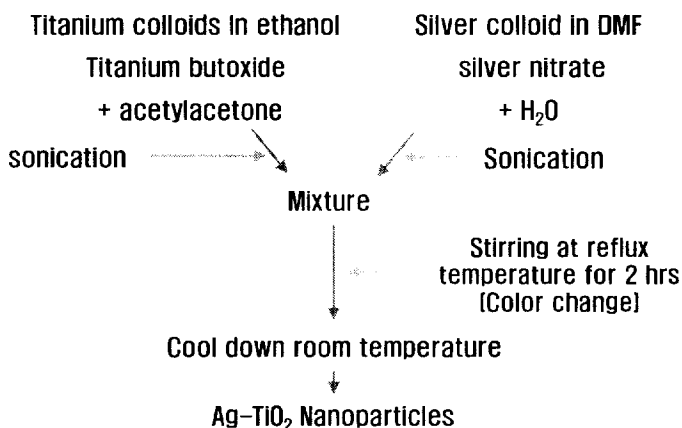 Titanium colloids in ethanol
Titanium butoxide
+ acetylacetone
Silver colloid in DMF
silver nitrate
+ H₂O
sonication
Sonication
Mixture
Stirring at reflux
temperature for 2 hrs
(Color change)
Cool down room temperature
Ag–TiO₂ Nanoparticles